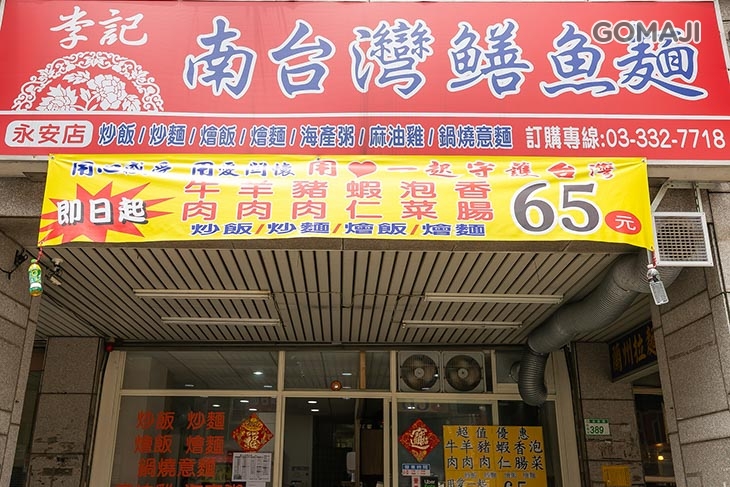 GOMAJI
李記
南台灣鱔魚麵
永安店 炒飯/炒麵/燴飯/燴麵/海產粥/麻油雞/鍋燒意麵 訂購專線:03-332-7718
用心感受 用愛關懷 用❤一起守護台灣
即日起
牛肉 羊肉 豬肉 蝦仁 泡菜 香腸
65元
炒飯/炒麵/燴飯/燴麵
炒飯 炒麵
燴飯 燴麵
鍋燒意麵
超值優惠
牛羊豬蝦香泡
肉肉肉仁腸菜
389